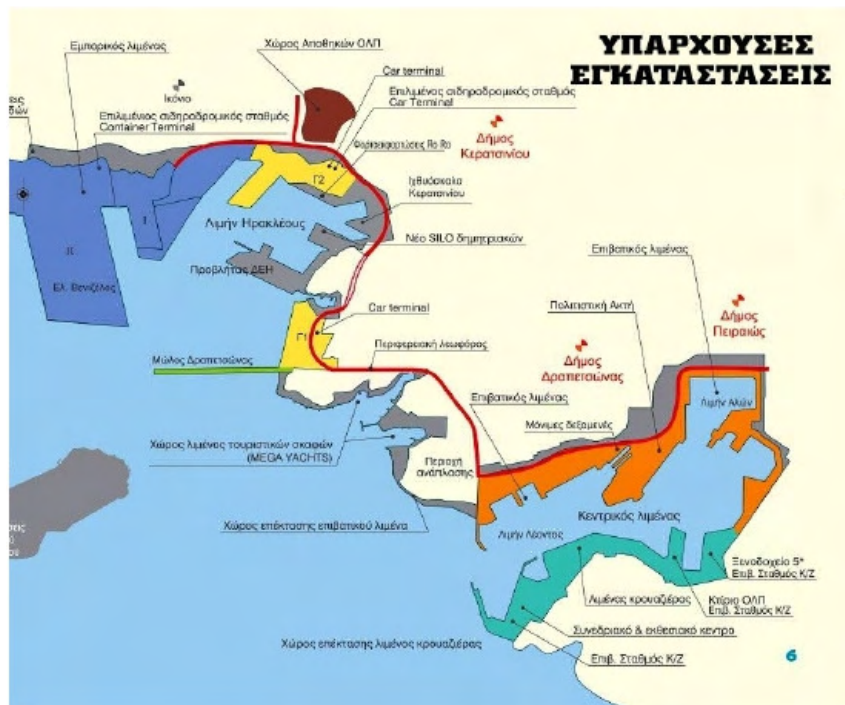 ΥΠΑΡΧΟΥΣΕΣ
ΕΓΚΑΤΑΣΤΑΣΕΙΣ
Εμπορικός λιμένας
Χώρος Αποθηκών ΟΛΠ
Car terminal
Ικόνιο
Επιλιμένιος σιδηροδρομικός σταθμός
Car Terminal
Επιλιμένιος σιδηροδρομικός σταθμός
Container Terminal
Δήμος
Κερατσινίου
Φορτοεκφορτώσεις Ro Ro
Γ2
Ιχθυόσκαλα
Κερατσινίου
Ι
Λιμήν Ηρακλέους
Νέο SILO δημητριακών
ΙΙ
Προβλήτας ΔΕΗ
Ελ. Βενιζέλος
Επιβατικός λιμένας
Πολιτιστική Ακτή
Δήμος
Πειραιώς
Car terminal
Γ1
Περιφερειακή λεωφόρος
Μώλος Δραπετσώνας
Δήμος
Δραπετσώνας
Επιβατικός λιμένας
Λιμήν Αλών
Μόνιμες δεξαμενές
Χώρος λιμένος τουριστικών σκαφών
(MEGA YACHTS)
Περιοχή
ανάπλασης
Χώρος επέκτασης επιβατικού λιμένα
Κεντρικός λιμένας
Λιμήν Λέοντος
Ξενοδοχείο 5*
Επιβ. Σταθμός Κ/Ζ
Λιμένας κρουαζιέρας
Κτίριο ΟΛΠ
Επιβ. Σταθμός Κ/Ζ
Συνεδριακό & εκθεσιακό κεντρο
Χώρος επέκτασης λιμένος κρουαζιέρας
Επιβ. Σταθμός Κ/Ζ
6